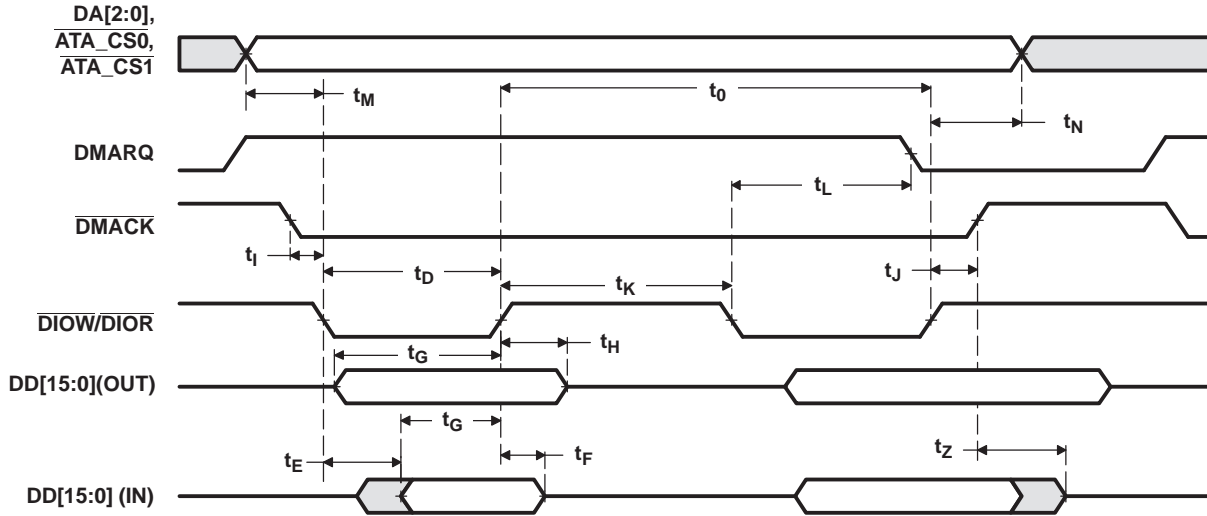 DA[2:0],
ATA_CS0,
ATA_CS1
tM
t0
tN
DMARQ
tL
DMACK
tI
tD
tK
tJ
DIOW/DIOR
tG
tH
DD[15:0](OUT)
tG
tE
tF
tZ
DD[15:0] (IN)